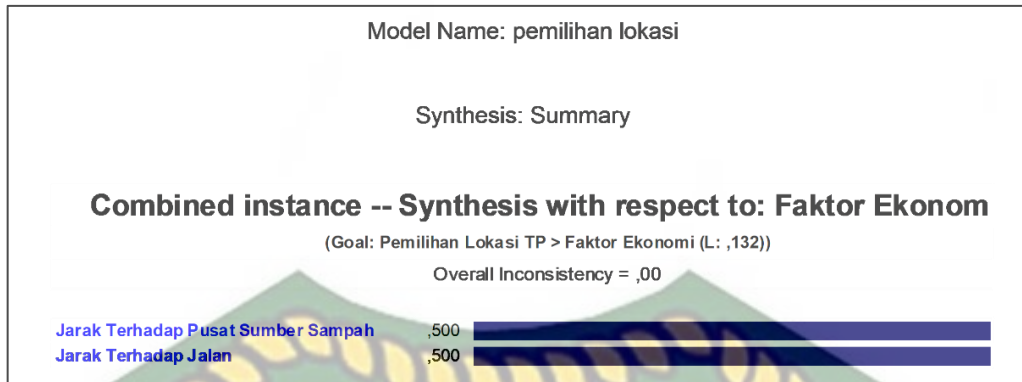 Model Name: pemilihan lokasi
Synthesis: Summary
Combined instance -- Synthesis with respect to: Faktor Ekonom
(Goal: Pemilihan Lokasi TP > Faktor Ekonomi (L: ,132))
Overall Inconsistency = ,00
Jarak Terhadap Pusat Sumber Sampah ,500
Jarak Terhadap Jalan ,500